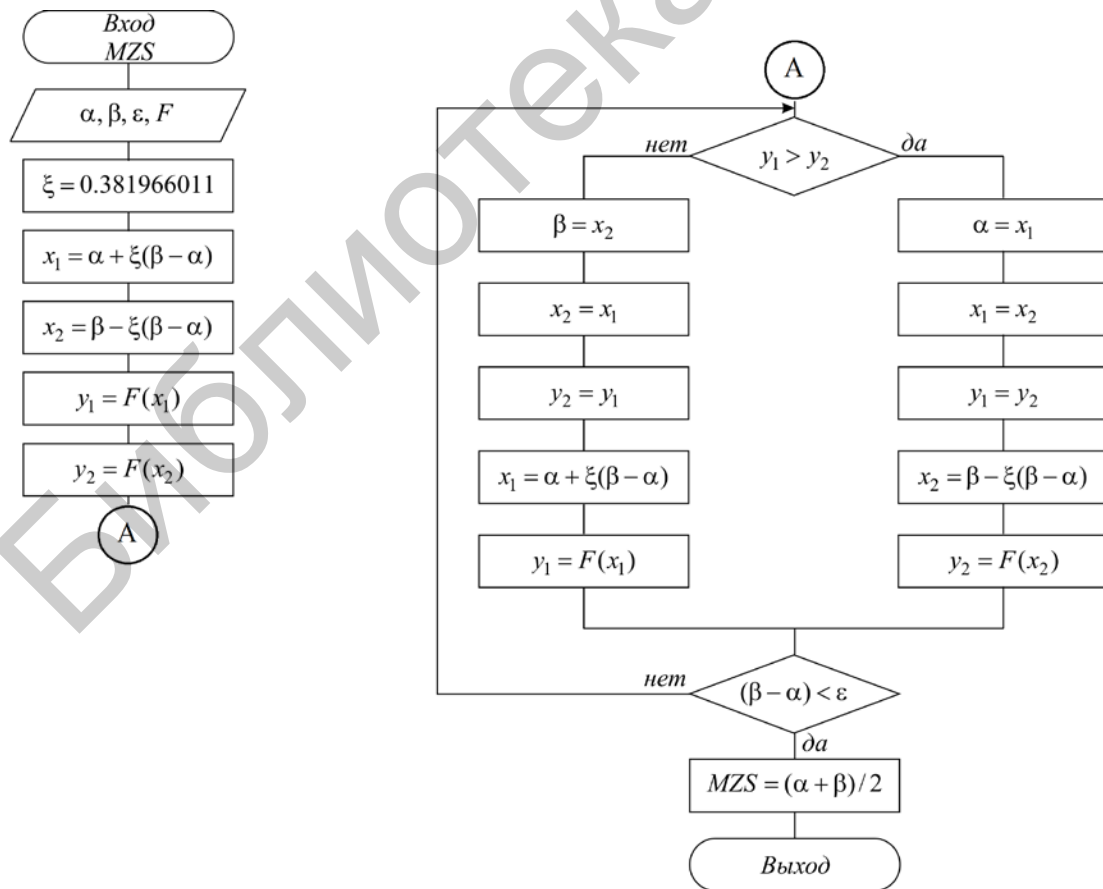 Вход
MZS
α, β, ε, F
ξ = 0.381966011
x₁ = α + ξ(β − α)
x₂ = β − ξ(β − α)
y₁ = F(x₁)
y₂ = F(x₂)
A
A
нет
y₁ > y₂
да
β = x₂
x₂ = x₁
y₂ = y₁
x₁ = α + ξ(β − α)
y₁ = F(x₁)
α = x₁
x₁ = x₂
y₁ = y₂
x₂ = β − ξ(β − α)
y₂ = F(x₂)
нет
(β − α) < ε
да
MZS = (α + β) / 2
Выход
Библиотека